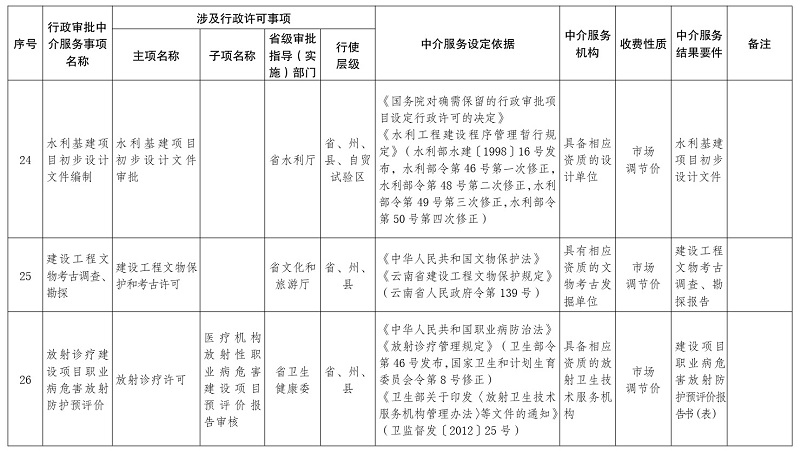 序号
行政审批中
介服务事项
名称
涉及行政许可事项
主项名称
子项名称
省级审批
指导（实
施）部门
行使
层级
中介服务设定依据
中介服务
机构
收费性质
中介服务
结果要件
备注
24
水利基建项
目初步设计
文件编制
水利基建项目
初步设计文件
审批
省水利厅
省、州、
县、自贸
试验区
《国务院对确需保留的行政审批项
目设定行政许可的决定》
《水利工程建设程序管理暂行规
定》（水利部水建〔1998〕16号发
布，水利部令第46号第一次修正，
水利部令第48号第二次修正，水利
部令第49号第三次修正，水利部令
第50号第四次修正）
具备相应
资质的设
计单位
市场
调节价
水利基建
项目初步
设计文件
25
建设工程文
物考古调查、
勘探
建设工程文物保
护和考古许可
省文化和
旅游厅
省、州、
县
《中华人民共和国文物保护法》
《云南省建设工程文物保护规定》
（云南省人民政府令第139号）
具有相应
资质的文
物考古发
掘单位
市场
调节价
建设工程
文物考古
调查、勘
探报告
26
放射诊疗建
设项目职业
病危害放射
防护预评价
放射诊疗许可
医疗机构
放射性职
业病危害
建设项目
预评价报
告审核
省卫生
健康委
省、州、
县
《中华人民共和国职业病防治法》
《放射诊疗管理规定》（卫生部令
第46号发布，国家卫生和计划生育
委员会令第8号修正）
《卫生部关于印发〈放射卫生技术
服务机构管理办法〉等文件的通知》
（卫监督发〔2012〕25号）
具备相应
资质的放
射卫生技
术服务机
构
市场
调节价
建设项目
职业病危
害放射防
护预评价报
告书(表)